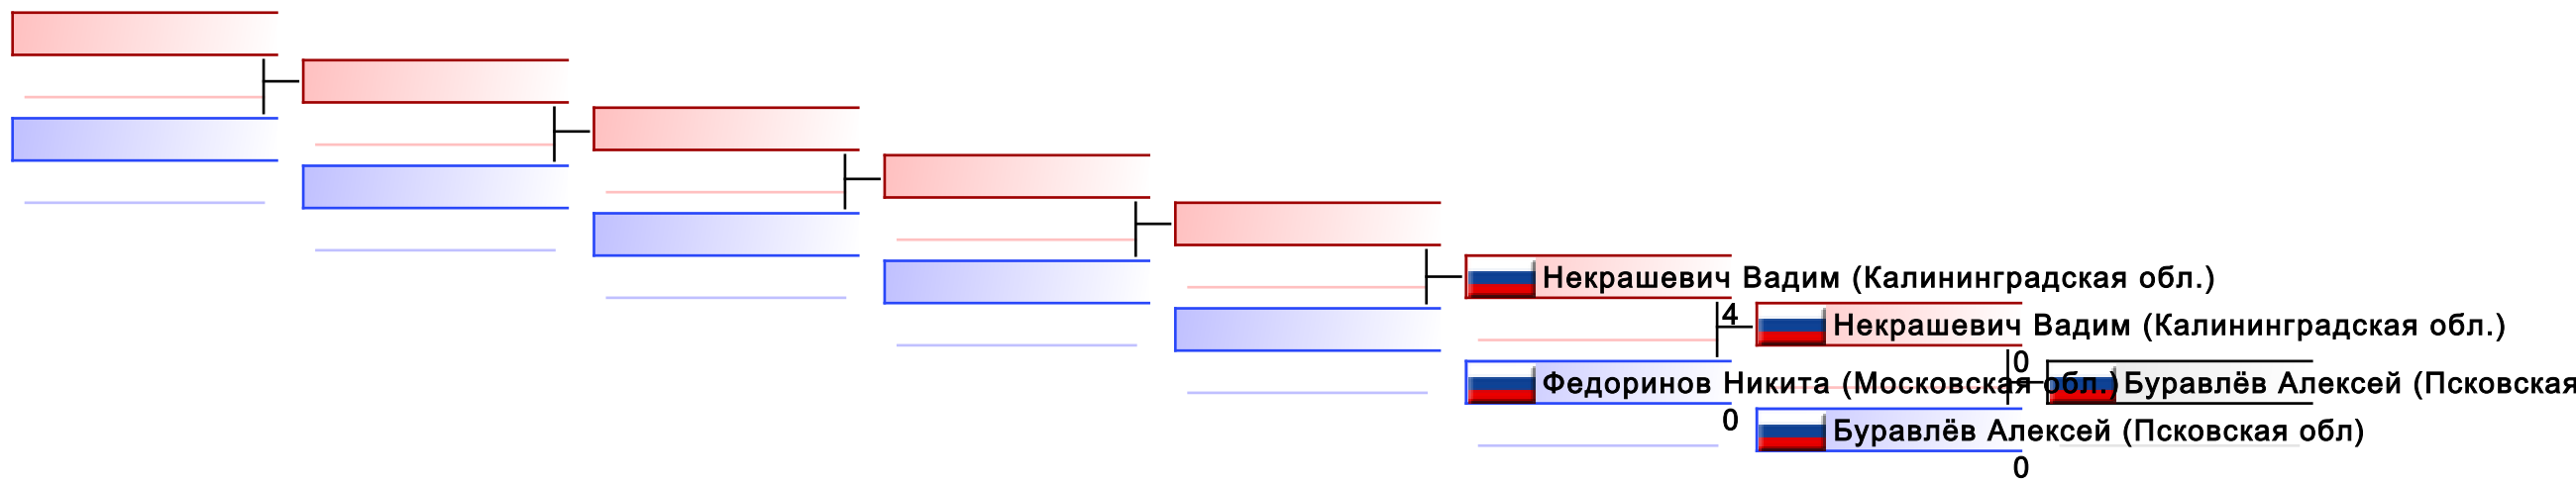 Некрашевич Вадим (Калининградская обл.)
4
Некрашевич Вадим (Калининградская обл.)
0
Федоринов Никита (Московская обл.)
Буравлёв Алексей (Псковская
0
Буравлёв Алексей (Псковская обл)
0